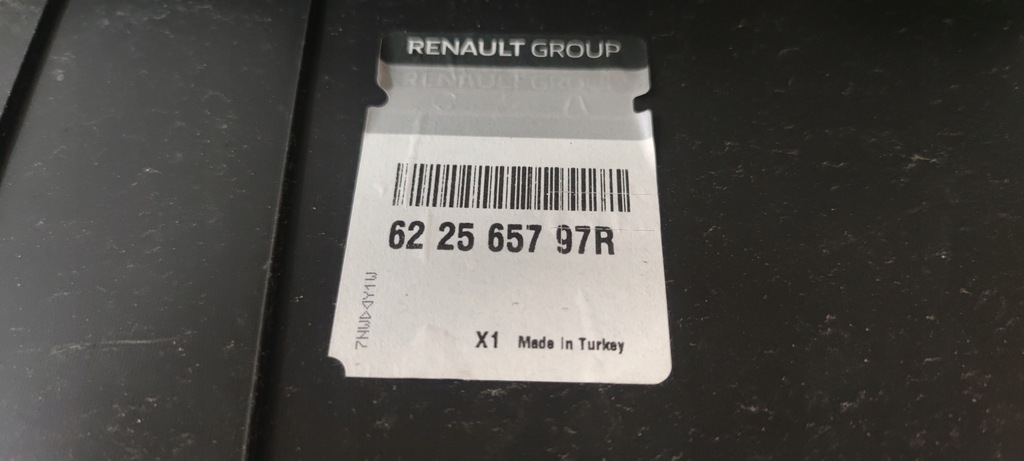 RENAULT GROUP
62 25 657 97R
X1 Made in Turkey